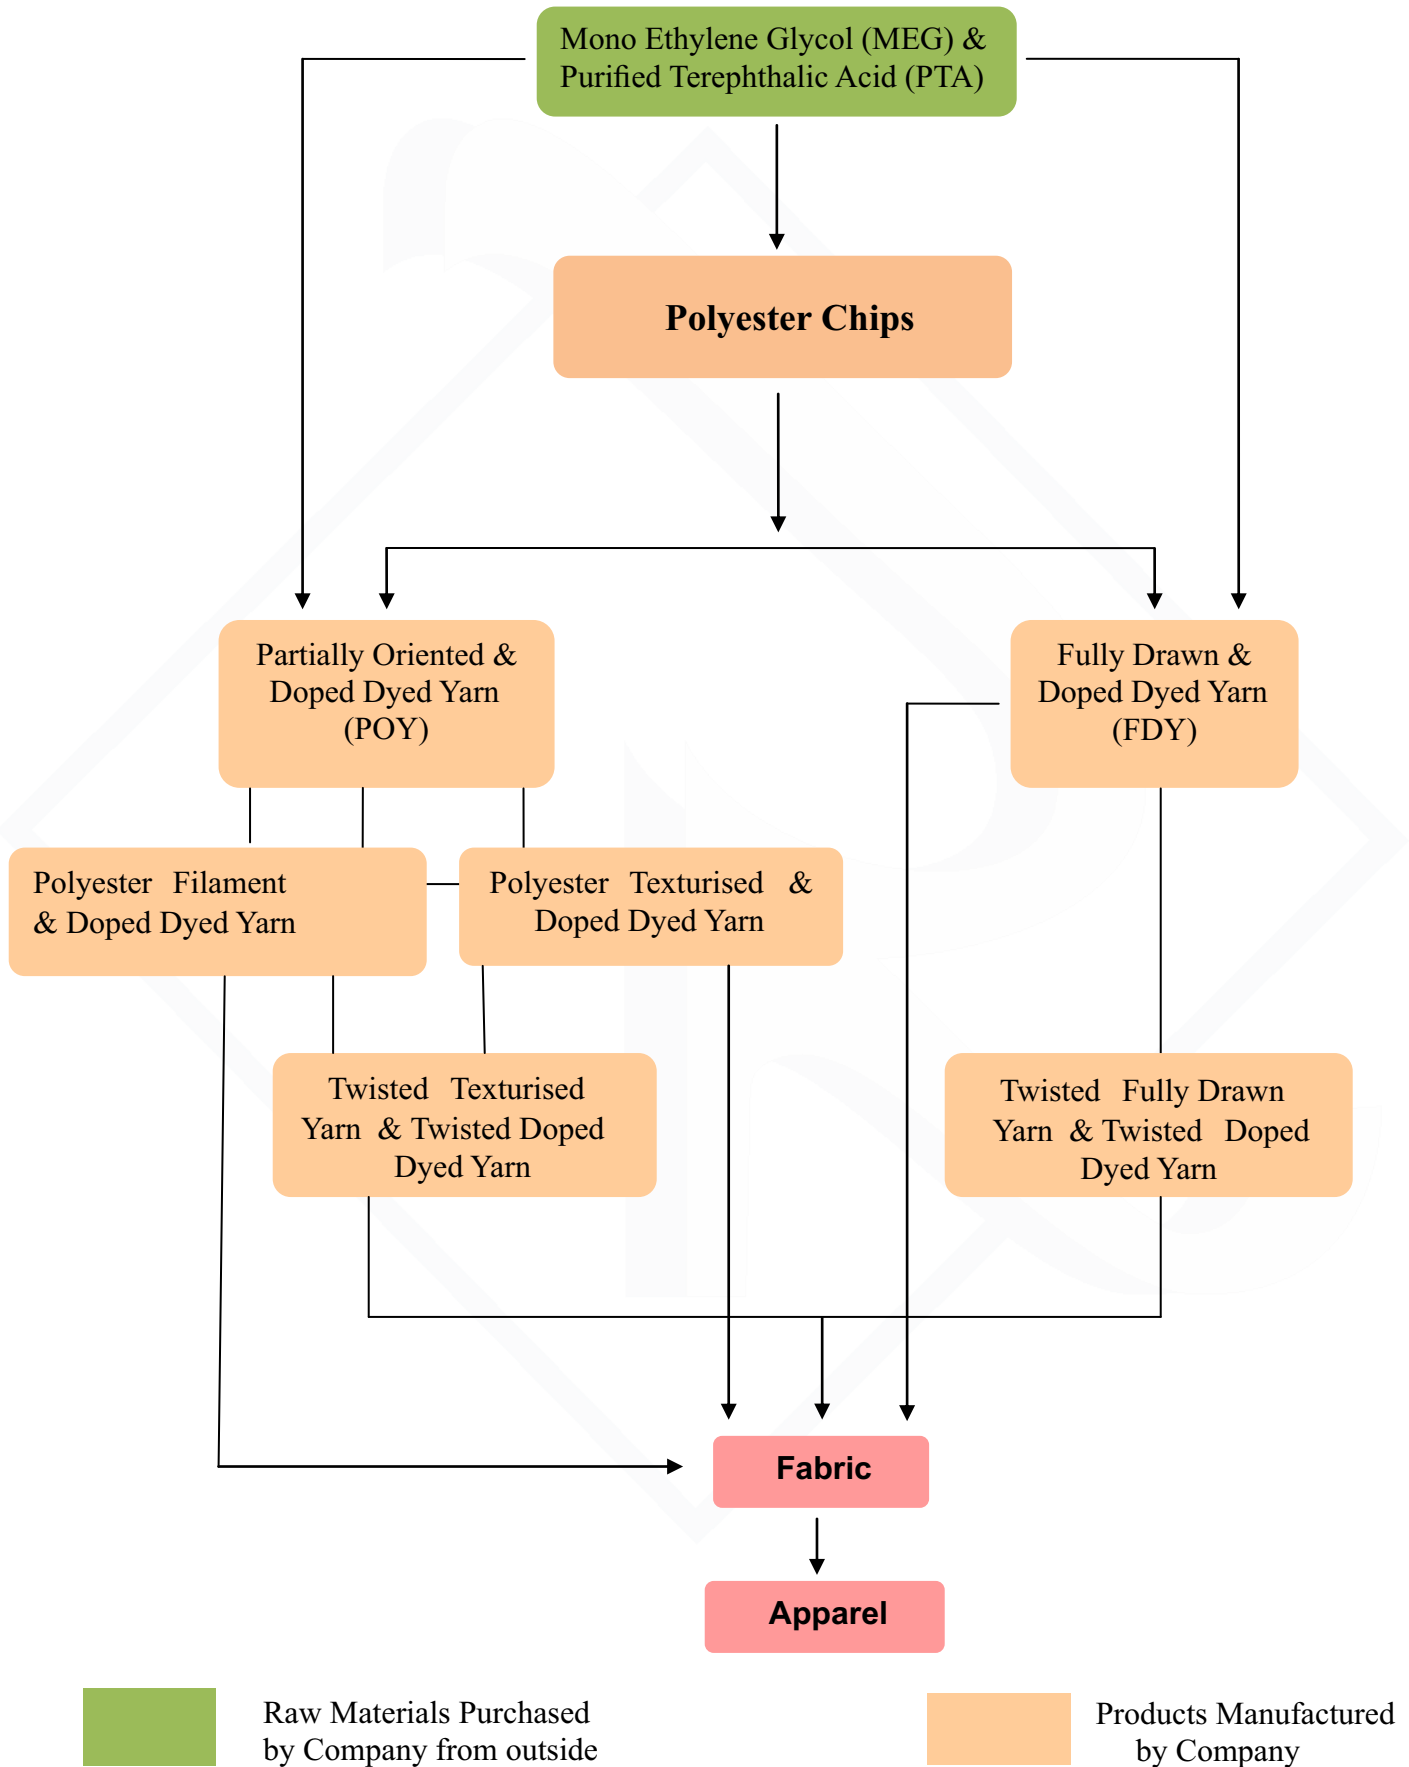 Mono Ethylene Glycol (MEG) &
Purified Terephthalic Acid (PTA)
Polyester Chips
Partially Oriented &
Doped Dyed Yarn
(POY)
Fully Drawn &
Doped Dyed Yarn
(FDY)
Polyester Filament
& Doped Dyed Yarn
Polyester Texturised &
Doped Dyed Yarn
Twisted Texturised
Yarn & Twisted Doped
Dyed Yarn
Twisted Fully Drawn
Yarn & Twisted Doped
Dyed Yarn
Fabric
Apparel
Raw Materials Purchased
by Company from outside
Products Manufactured
by Company